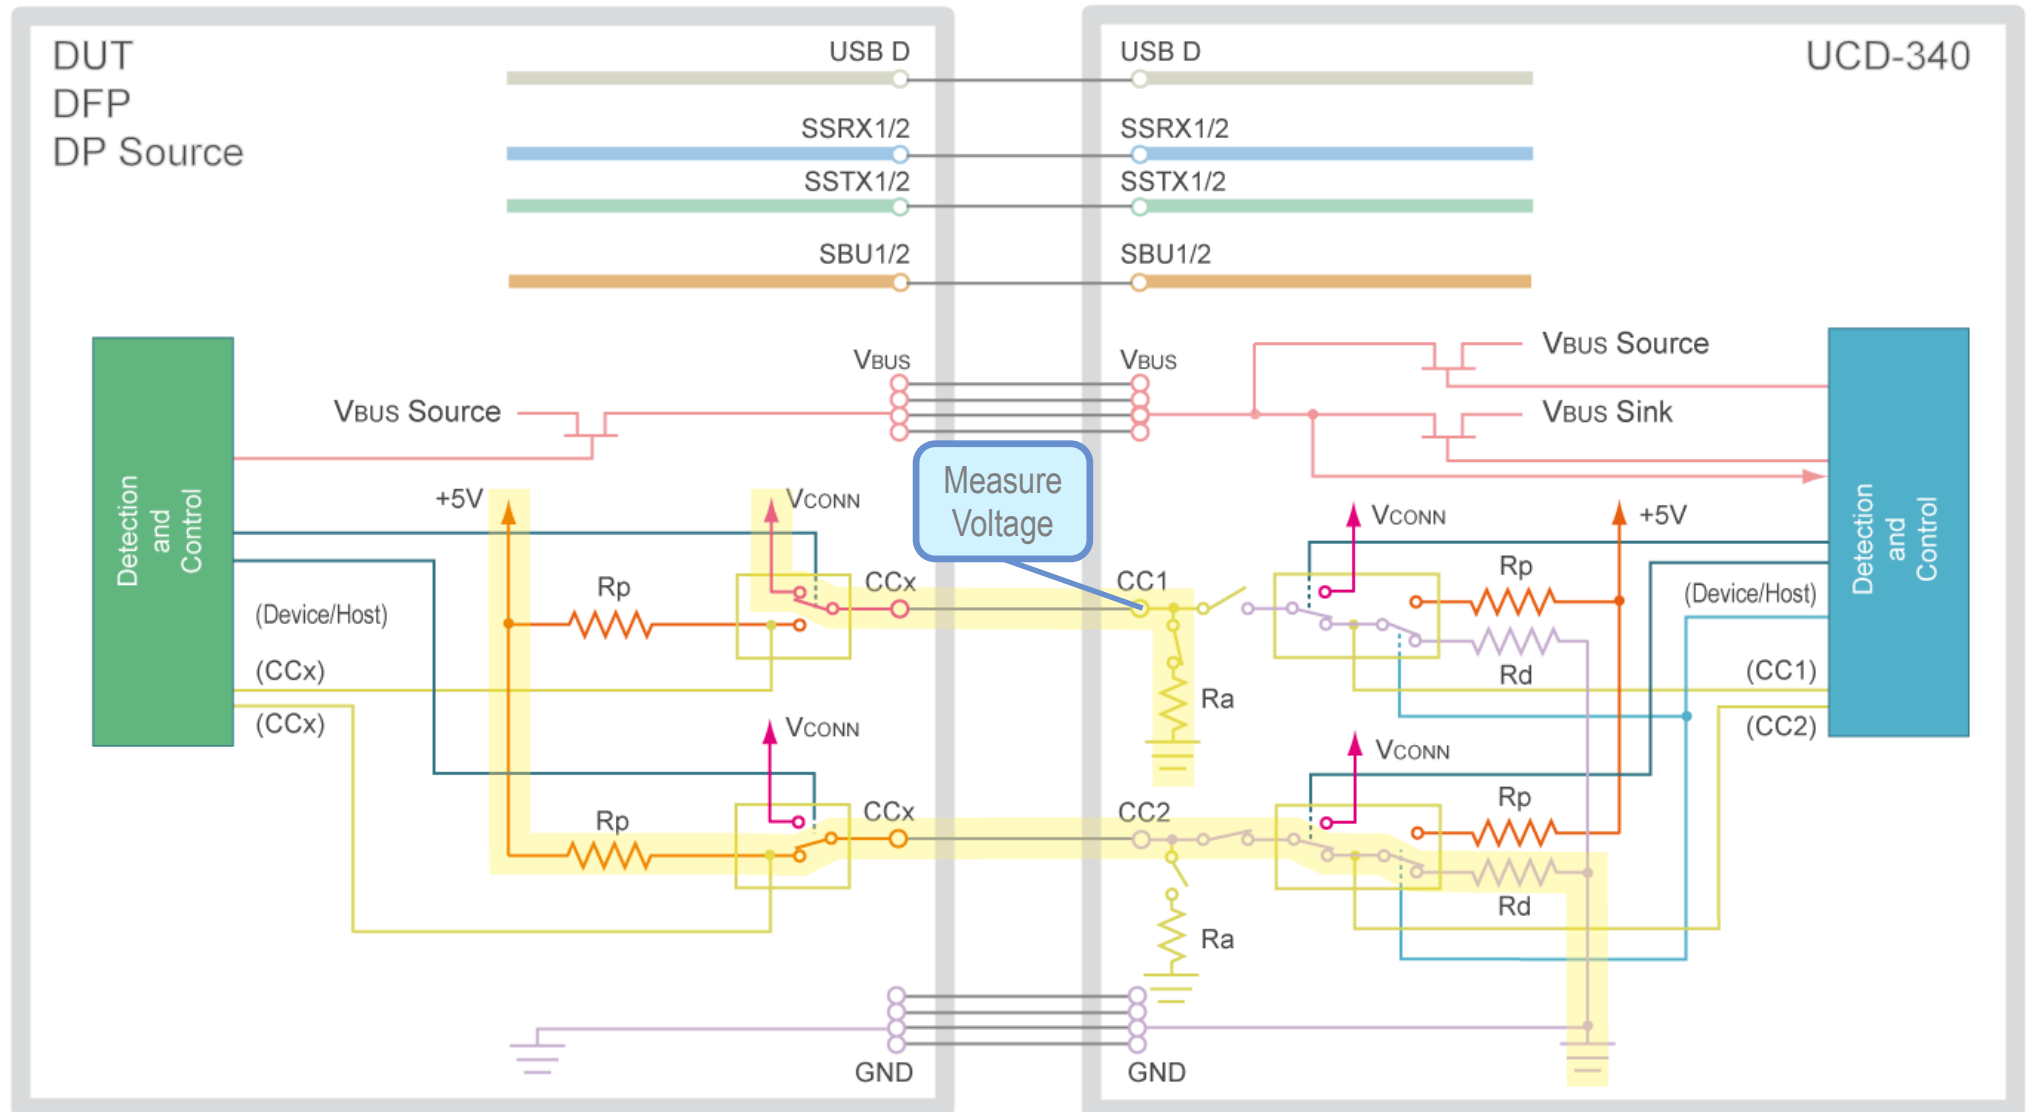 DUT
DFP
DP Source
UCD-340
USB D
USB D
SSRX1/2
SSRX1/2
SSTX1/2
SSTX1/2
SBU1/2
SBU1/2
VBUS
VBUS
VBUS Source
VBUS Source
VBUS Sink
Measure
Voltage
Detection
and
Control
+5V
VCONN
Rp
CCx
(Device/Host)
(CCx)
(CCx)
VCONN
Rp
CCx
CC1
Ra
VCONN
+5V
Rp
Rd
(Device/Host)
(CC1)
(CC2)
Detection
and
Control
CC2
Ra
VCONN
Rp
Rd
GND
GND